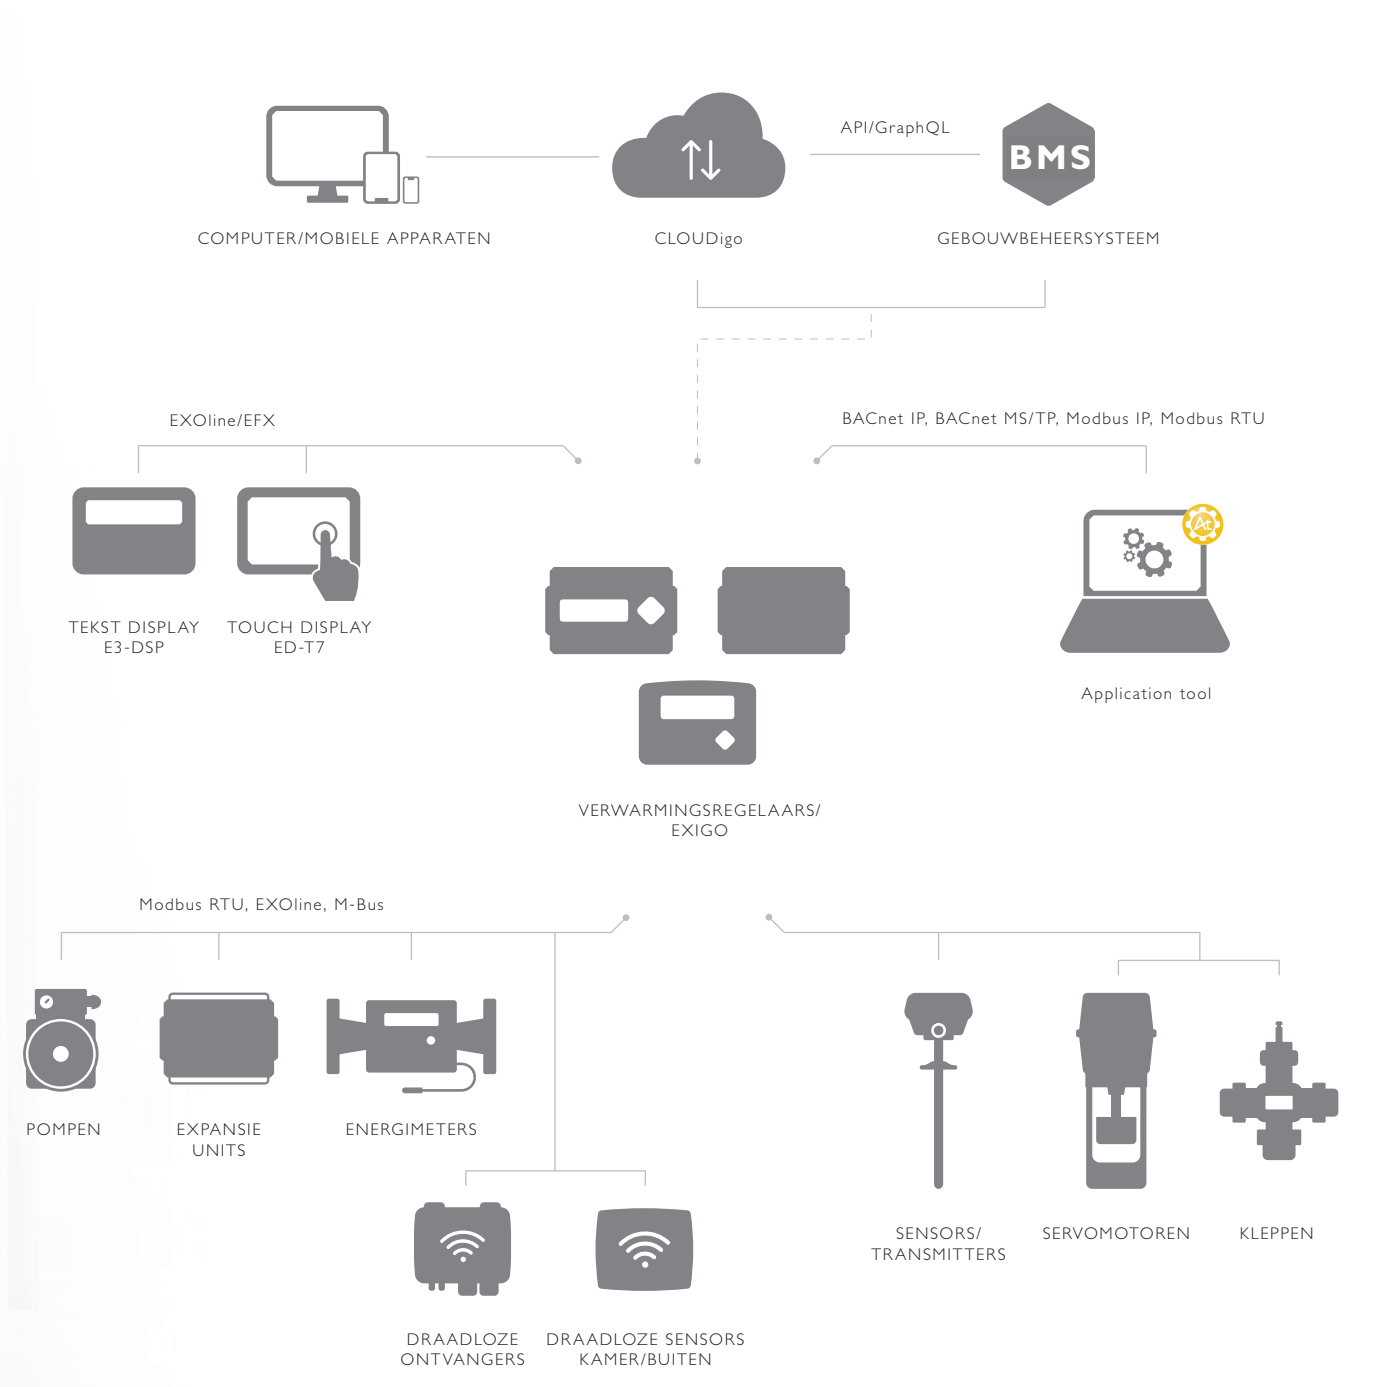 API/GraphQL
BMS
COMPUTER/MOBIELE APPARATEN
CLOUDigo
GEBOUWBEHEERSYSTEEM
EXOline/EFX
BACnet IP, BACnet MS/TP, Modbus IP, Modbus RTU
At
TEKST DISPLAY
E3-DSP
TOUCH DISPLAY
ED-T7
Application tool
VERWARMINGSREGELAARS/
EXIGO
Modbus RTU, EXOline, M-Bus
POMPEN
EXPANSIE
UNITS
ENERGIMETERS
SENSORS/
TRANSMITTERS
SERVOMOTOREN
KLEPPEN
DRAADLOZE
ONTVANGERS
DRAADLOZE SENSORS
KAMER/BUITEN